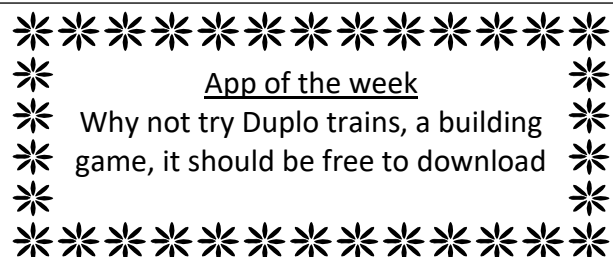 App of the week
Why not try Duplo trains, a building
game, it should be free to download